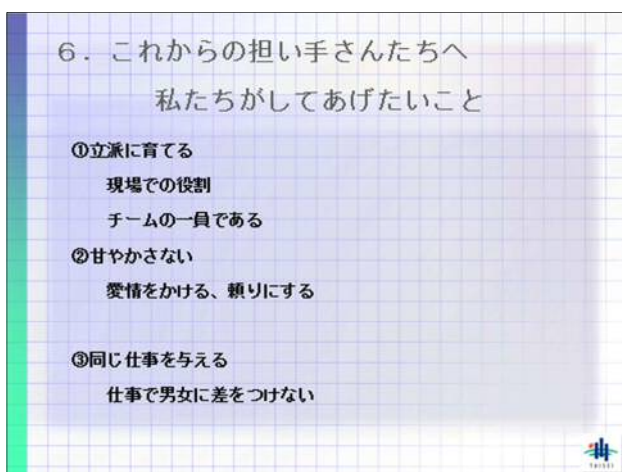 ６．これからの担い手さんたちへ
私たちがしてあげたいこと
①立派に育てる
現場での役割
チームの一員である
②甘やかさない
愛情をかける、頼りにする
③同じ仕事を与える
仕事で男女に差をつけない
TAISEI